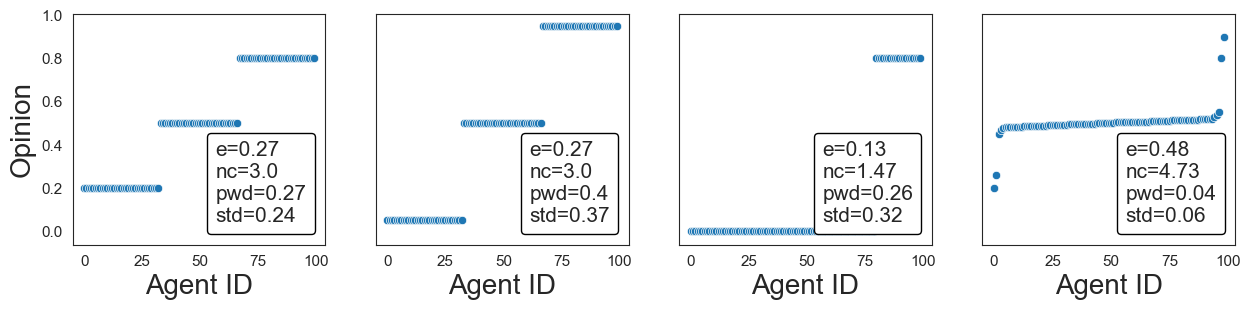 Opinion
1.0
0.8
0.6
0.4
0.2
0.0
e=0.27
nc=3.0
pwd=0.27
std=0.24
0 25 50 75 100
Agent ID
e=0.27
nc=3.0
pwd=0.4
std=0.37
0 25 50 75 100
Agent ID
e=0.13
nc=1.47
pwd=0.26
std=0.32
0 25 50 75 100
Agent ID
e=0.48
nc=4.73
pwd=0.04
std=0.06
0 25 50 75 100
Agent ID